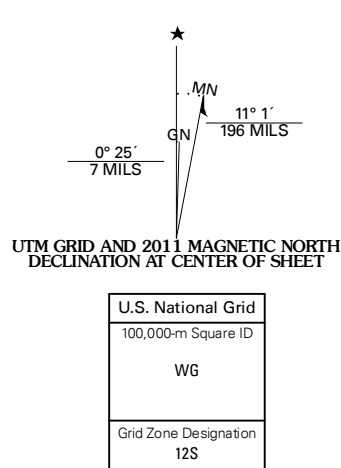 ★
MN
11° 1´
196 MILS
GN
0° 25´
7 MILS
UTM GRID AND 2011 MAGNETIC NORTH
DECLINATION AT CENTER OF SHEET
U.S. National Grid
100,000-m Square ID
WG
Grid Zone Designation
12S